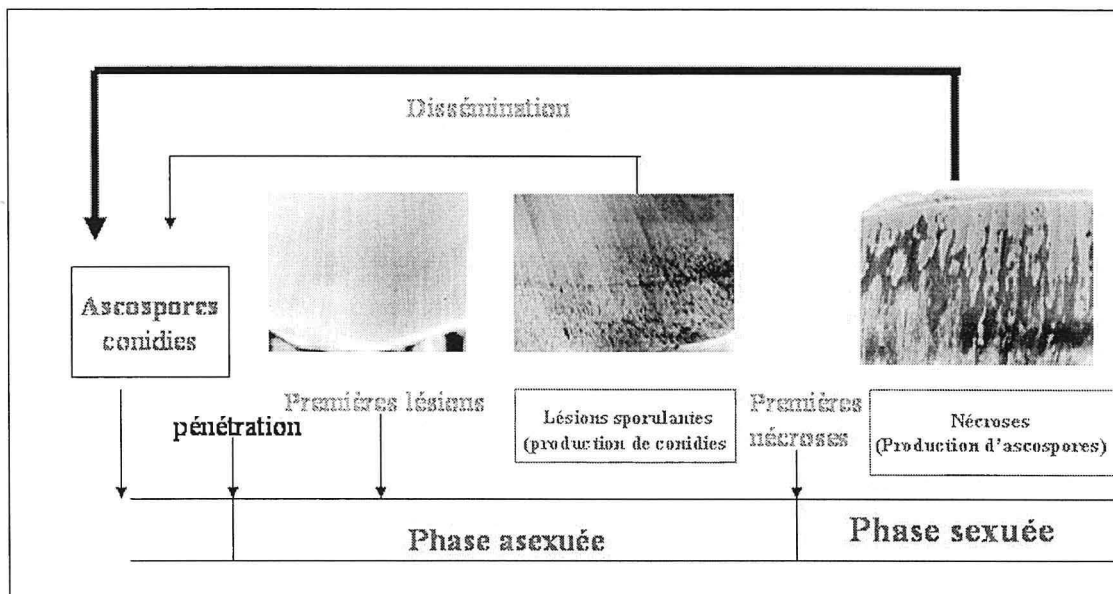 Dissémination
Ascospores
conidies
Premières lésions
pénétration
Lésions sporulantes
(production de conidies
Premières
nécroses
Nécroses
(Production d'ascospores)
Phase asexuée
Phase sexuée